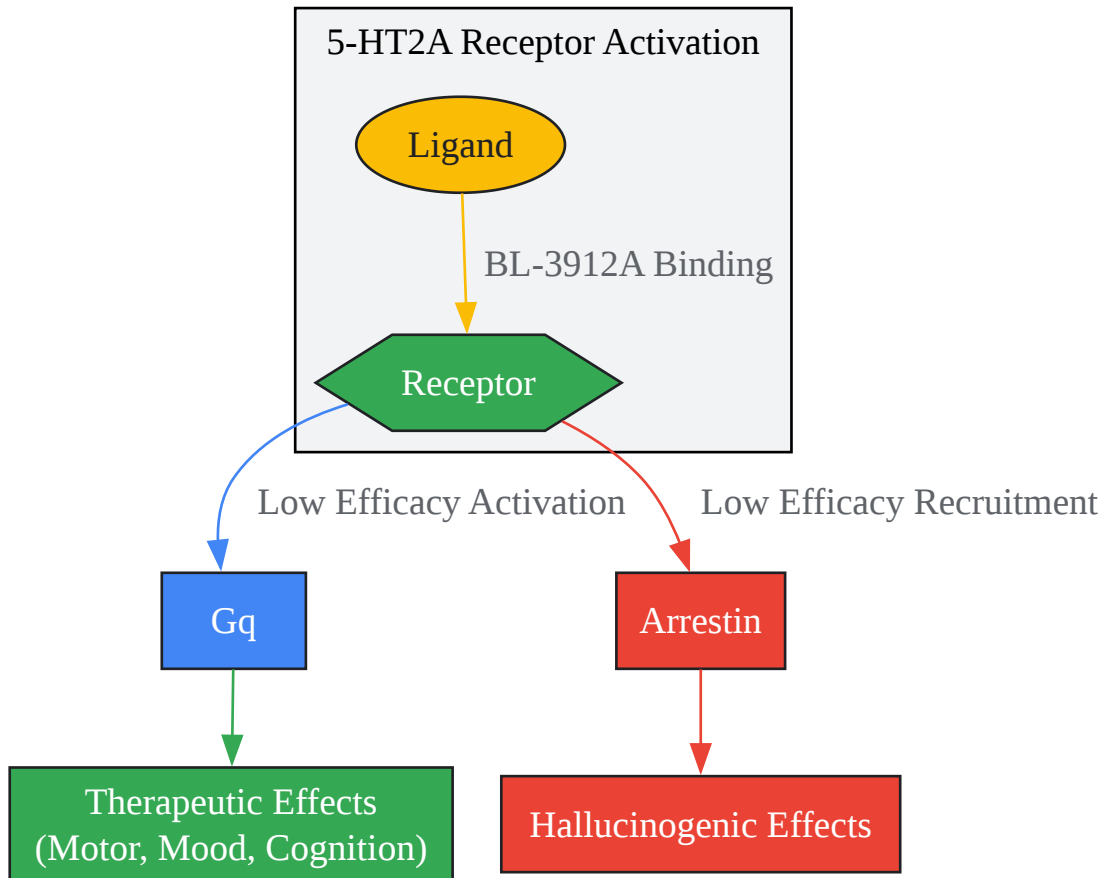 5-HT2A Receptor Activation
Ligand
BL-3912A Binding
Receptor
Low Efficacy Activation
Low Efficacy Recruitment
Gq
Arrestin
Therapeutic Effects
(Motor, Mood, Cognition)
Hallucinogenic Effects